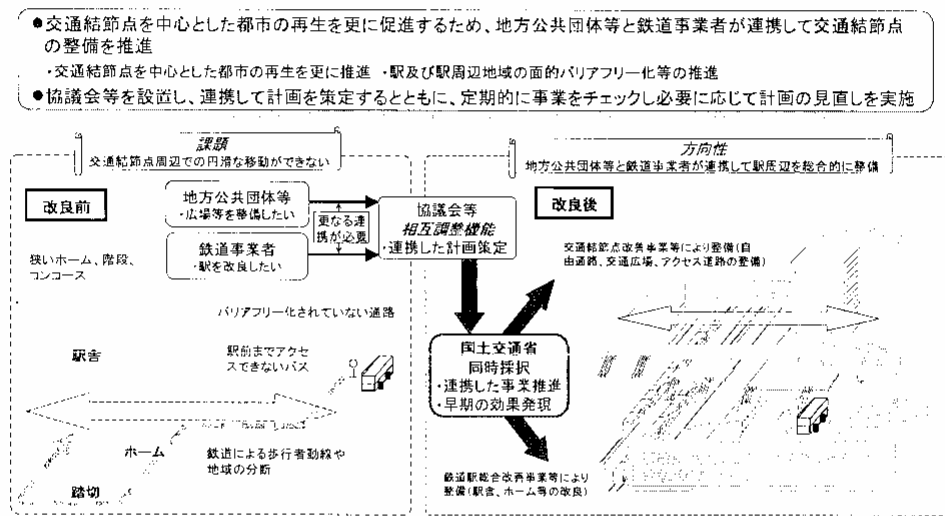 ●交通結節点を中心とした都市の再生を更に促進するため、地方公共団体等と鉄道事業者が連携して交通結節点
の整備を推進
・交通結節点を中心とした都市の再生を更に推進 ・駅及び駅周辺地域の面的バリアフリー化等の推進
●協議会等を設置し、連携して計画を策定するとともに、定期的に事業をチェックし必要に応じて計画の見直しを実施
課題
交通結節点周辺での円滑な移動ができない
改良前
地方公共団体等
・広場等を整備したい
更なる連
携が必要
鉄道事業者
・駅を改良したい
狭いホーム、階段、
コンコース
バリアフリー化されていない通路
駅舎
駅前までアクセ
スできないバス
ホーム
鉄道による歩行者動線や
地域の分断
踏切
協議会等
相互調整機能
・連携した計画策定
国土交通省
同時採択
・連携した事業推進
・早期の効果発現
方向性
地方公共団体等と鉄道事業者が連携して駅周辺を総合的に整備
改良後
交通結節点改善事業等により整備(自
由通路、交通広場、アクセス道路の整備)
鉄道駅総合改善事業等により
整備(駅舎、ホーム等の改良)